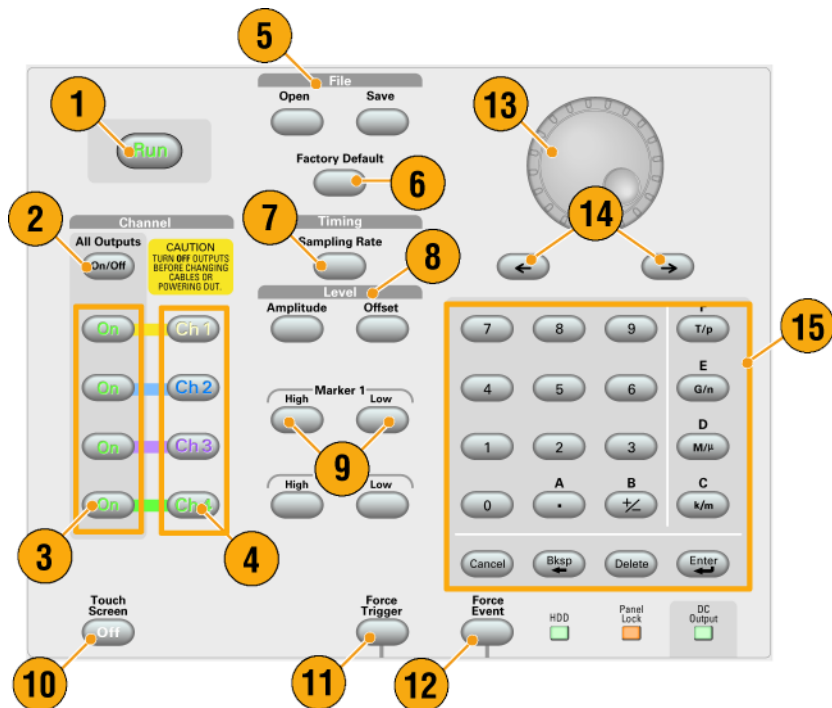 5
File
1
Open
Save
Run
13
Factory Default
6
2
Channel
7
Timing
14
All Outputs
Sampling Rate
8
On/Off
CAUTION
TURN OFF OUTPUTS
BEFORE CHANGING
CABLES OR
POWERING OUT.
←
→
Level
Amplitude
Offset
15
On
Ch 1
7
8
9
T/p
E
On
Ch 2
4
5
6
G/n
Marker 1
High
Low
D
On
Ch 3
1
2
3
M/µ
9
High
Low
A
B
C
On
Ch 4
0
.
+/−
k/m
3
4
Cancel
Bksp
Delete
Enter
Touch
Screen
Force
Trigger
Force
Event
HDD
Panel
Lock
DC
Output
Off
10
11
12